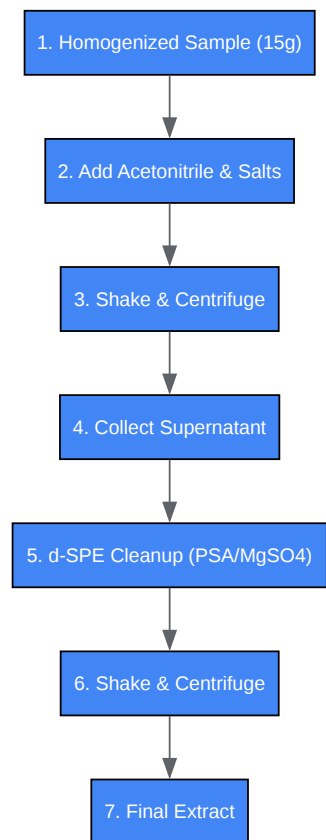 1. Homogenized Sample (15g)
2. Add Acetonitrile & Salts
3. Shake & Centrifuge
4. Collect Supernatant
5. d-SPE Cleanup (PSA/MgSO4)
6. Shake & Centrifuge
7. Final Extract